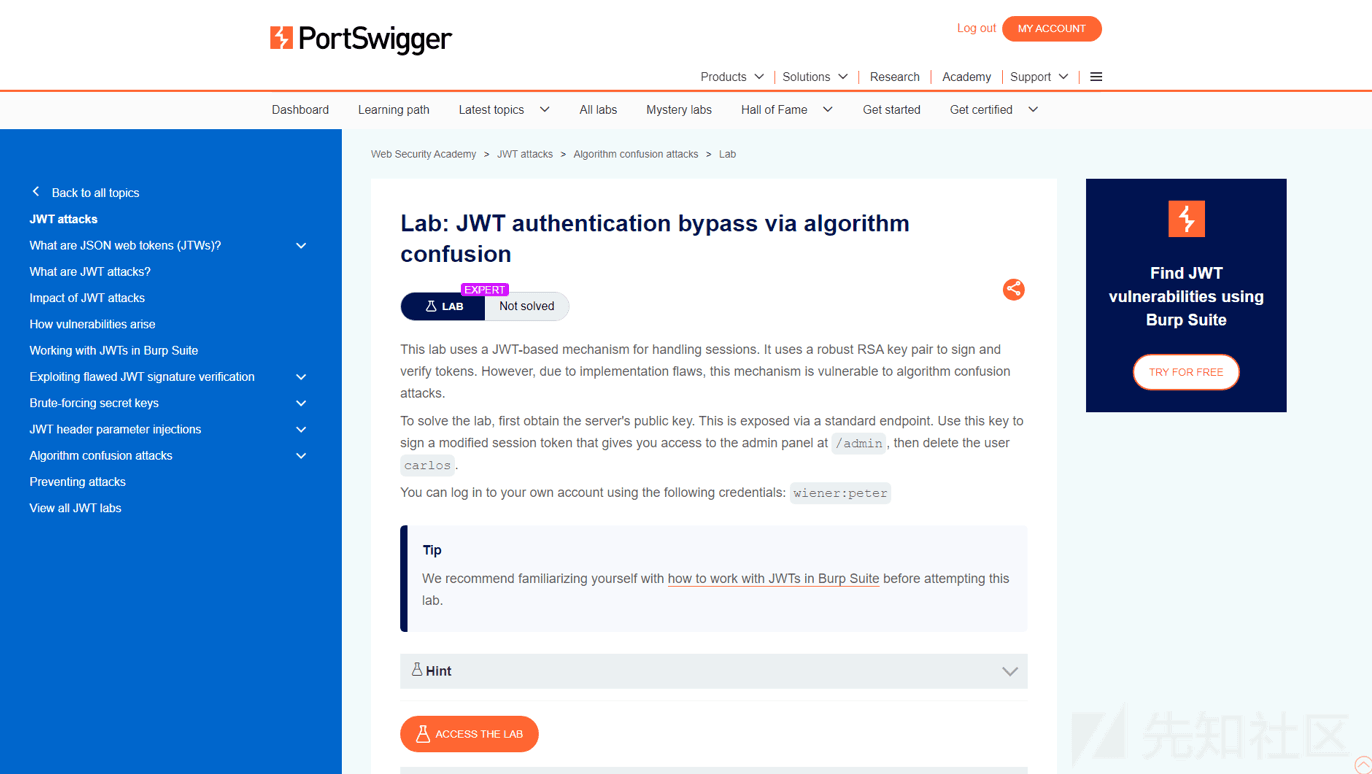 PortSwigger
Log out
MY ACCOUNT
Products
Solutions
Research
Academy
Support
Dashboard
Learning path
Latest topics
All labs
Mystery labs
Hall of Fame
Get started
Get certified
Back to all topics
JWT attacks
What are JSON web tokens (JTWs)?
What are JWT attacks?
Impact of JWT attacks
How vulnerabilities arise
Working with JWTs in Burp Suite
Exploiting flawed JWT signature verification
Brute-forcing secret keys
JWT header parameter injections
Algorithm confusion attacks
Preventing attacks
View all JWT labs
Web Security Academy > JWT attacks > Algorithm confusion attacks > Lab
Lab: JWT authentication bypass via algorithm
confusion
EXPERT
LAB
Not solved
This lab uses a JWT-based mechanism for handling sessions. It uses a robust RSA key pair to sign and
verify tokens. However, due to implementation flaws, this mechanism is vulnerable to algorithm confusion
attacks.
To solve the lab, first obtain the server's public key. This is exposed via a standard endpoint. Use this key to
sign a modified session token that gives you access to the admin panel at /admin, then delete the user
carlos.
You can log in to your own account using the following credentials: wiener:peter
Tip
We recommend familiarizing yourself with how to work with JWTs in Burp Suite before attempting this
lab.
Hint
ACCESS THE LAB
Find JWT
vulnerabilities using
Burp Suite
TRY FOR FREE
先知社区